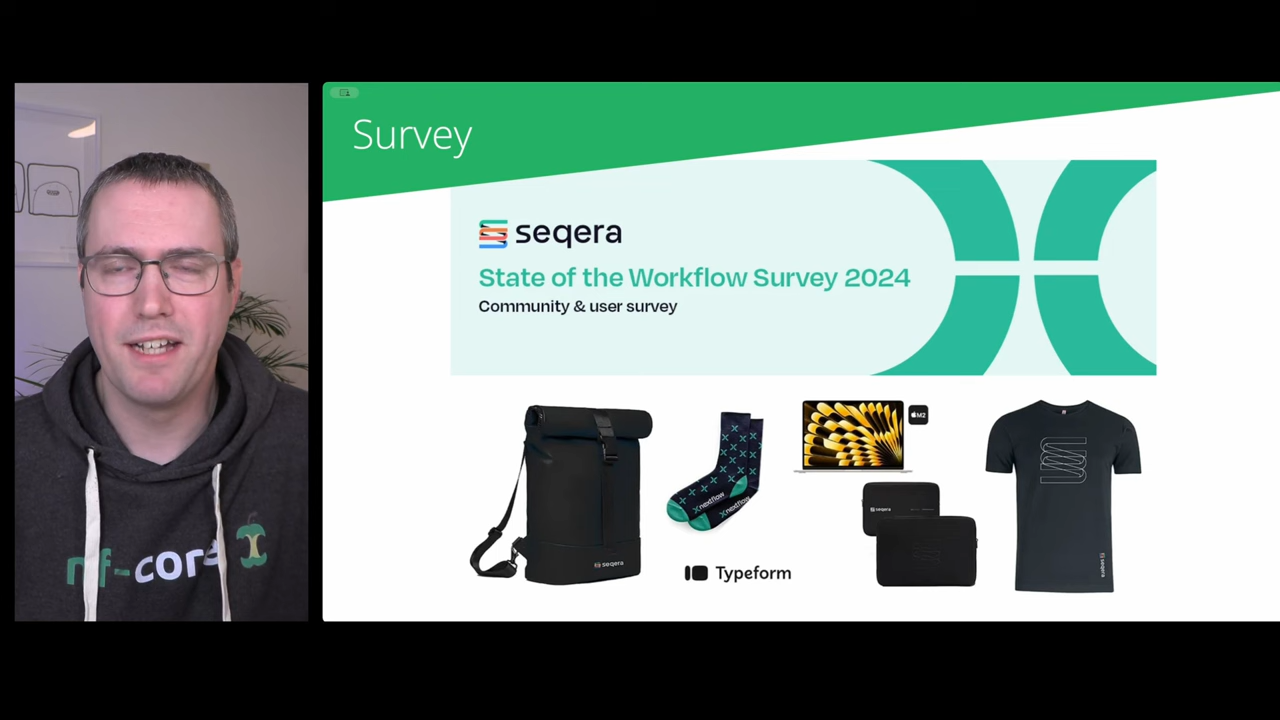 Survey
seqera
State of the Workflow Survey 2024
Community & user survey
nf-core
seqera
nextflow
nextflow
Typeform
M2
seqera
seqera